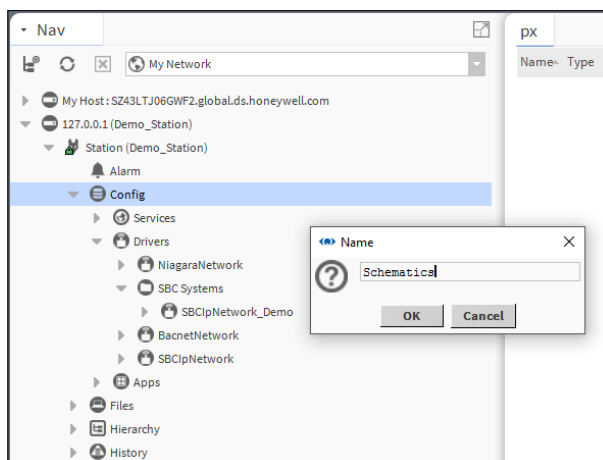 Nav
My Network
My Host : SZ43LTJ06GWF2.global.ds.honeywell.com
127.0.0.1 (Demo_Station)
Station (Demo_Station)
Alarm
Config
Services
Drivers
NiagaraNetwork
SBC Systems
SBCIpNetwork_Demo
BacnetNetwork
SBCIpNetwork
Apps
Files
Hierarchy
History
px
Name Type
Name
Schematics
OK Cancel